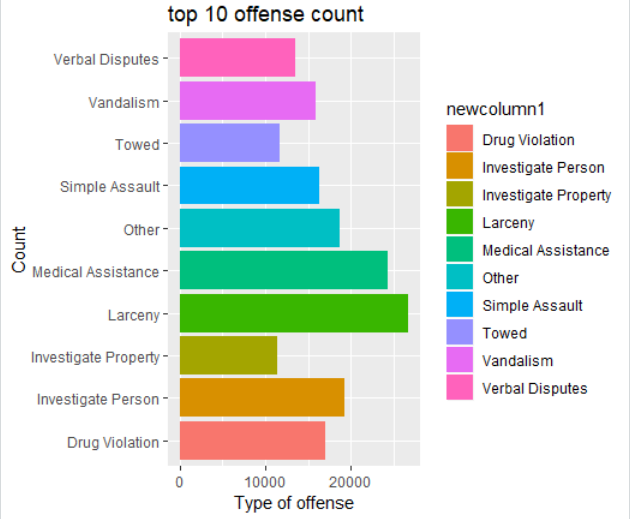 top 10 offense count
Count
Verbal Disputes
Vandalism
Towed
Simple Assault
Other
Medical Assistance
Larceny
Investigate Property
Investigate Person
Drug Violation
0
10000
20000
Type of offense
newcolumn1
Drug Violation
Investigate Person
Investigate Property
Larceny
Medical Assistance
Other
Simple Assault
Towed
Vandalism
Verbal Disputes